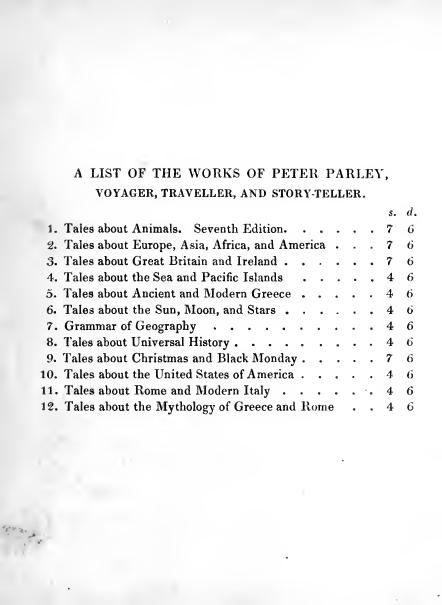 A LIST OF THE WORKS OF PETER PARLEY,
VOYAGER, TRAVELLER, AND STORY-TELLER.
s. d.
1. Tales about Animals. Seventh Edition. . . . . . 7 6
2. Tales about Europe, Asia, Africa, and America . . . 7 6
3. Tales about Great Britain and Ireland . . . . . . 7 6
4. Tales about the Sea and Pacific Islands . . . . . 4 6
5. Tales about Ancient and Modern Greece . . . . . 4 6
6. Tales about the Sun, Moon, and Stars . . . . . . 4 6
7. Grammar of Geography . . . . . . . . . . 4 6
8. Tales about Universal History . . . . . . . . . 4 6
9. Tales about Christmas and Black Monday . . . . . 7 6
10. Tales about the United States of America . . . . . 4 6
11. Tales about Rome and Modern Italy . . . . . . 4 6
12. Tales about the Mythology of Greece and Rome . . 4 6